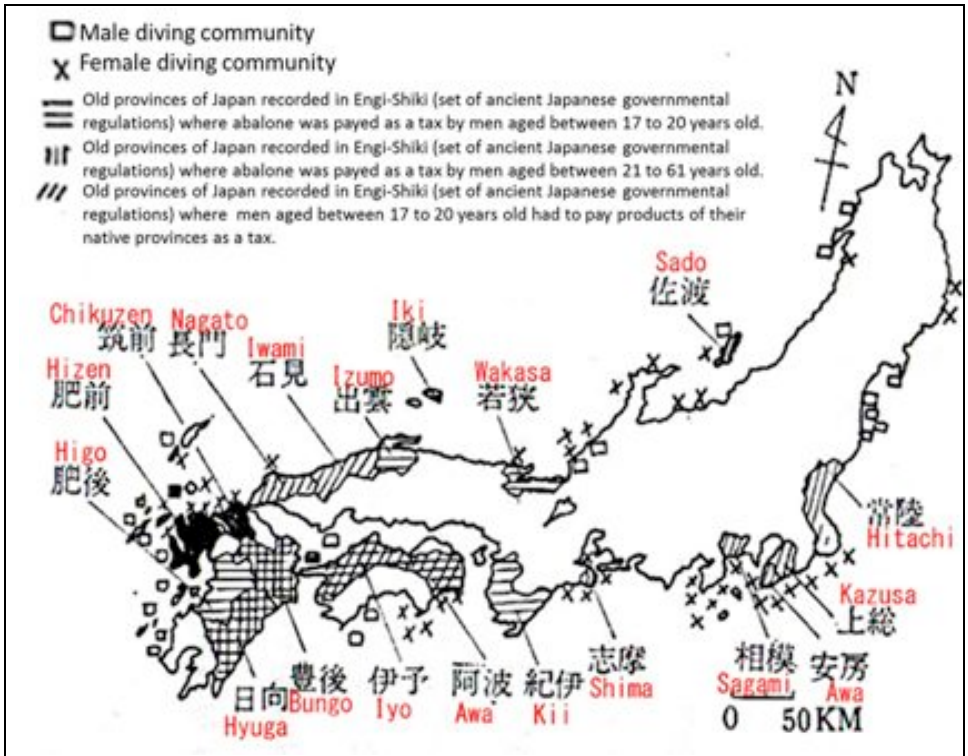 Male diving community
Female diving community
Old provinces of Japan recorded in Engi-Shiki (set of ancient Japanese governmental
regulations) where abalone was payed as a tax by men aged between 17 to 20 years old.
Old provinces of Japan recorded in Engi-Shiki (set of ancient Japanese governmental
regulations) where abalone was payed as a tax by men aged between 21 to 61 years old.
Old provinces of Japan recorded in Engi-Shiki (set of ancient Japanese governmental
regulations) where men aged between 17 to 20 years old had to pay products of their
native provinces as a tax.
N
Sado
佐渡
Chikuzen
筑前
Nagato
長門
Iwami
石見
Iki
隠岐
Izumo
出雲
Wakasa
若狭
Hizen
肥前
Higo
肥後
常陸
Hitachi
Kazusa
上総
日向
Hyuga
豊後
Bungo
伊予
Iyo
阿波
Awa
紀伊
Kii
志摩
Shima
相模
Sagami
安房
Awa
0 50KM